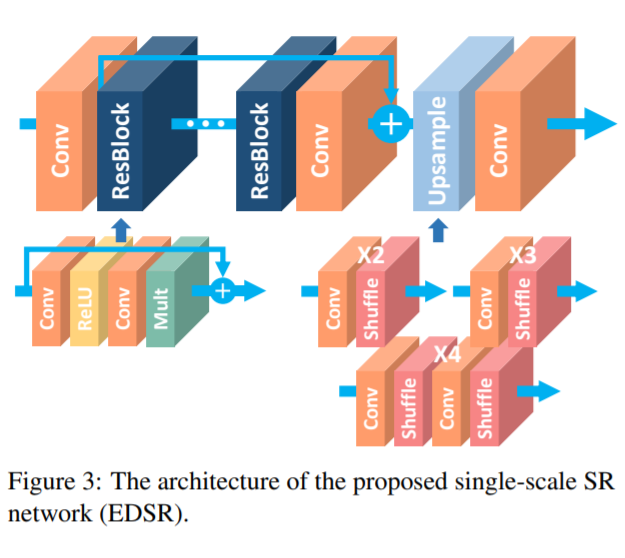 Conv
ResBlock
ResBlock
Conv
+
Upsample
Conv
Conv
ReLU
Conv
Mult
+
X2
Conv
Shuffle
X3
Conv
Shuffle
X4
Conv
Shuffle
Conv
Shuffle
Figure 3: The architecture of the proposed single-scale SR
network (EDSR).